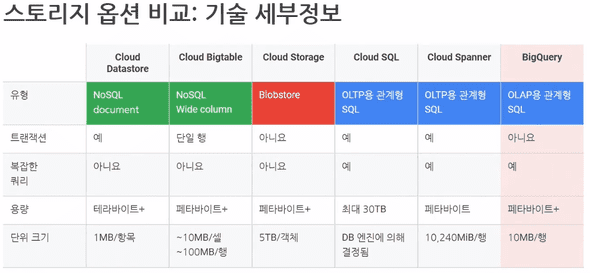 스토리지 옵션 비교: 기술 세부정보
Cloud Datastore Cloud Bigtable Cloud Storage Cloud SQL Cloud Spanner BigQuery
유형 NoSQL document NoSQL Wide column Blobstore OLTP용 관계형 SQL OLTP용 관계형 SQL OLAP용 관계형 SQL
트랜잭션 예 단일 행 아니요 예 예 아니요
복잡한 쿼리 아니요 아니요 아니요 예 예 예
용량 테라바이트+ 페타바이트+ 페타바이트+ 최대 30TB 페타바이트 페타바이트+
단위 크기 1MB/항목 ~10MB/셀 ~100MB/행 5TB/객체 DB 엔진에 의해 결정됨 10,240MiB/행 10MB/행